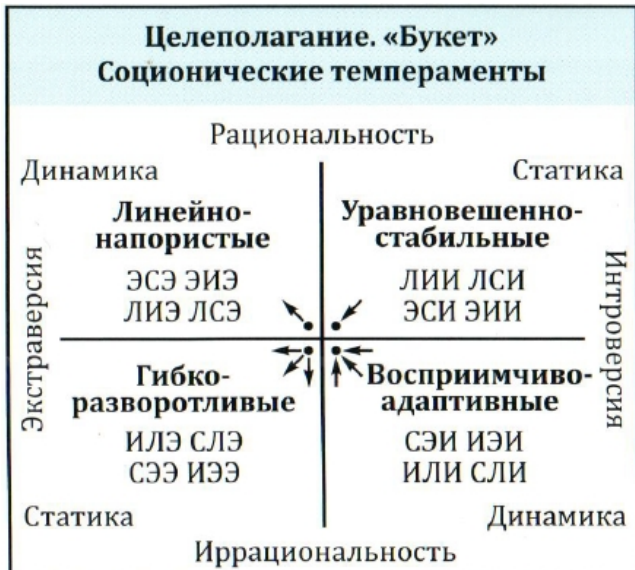 Целеполагание. «Букет»
Соционические темпераменты
Рациональность
Динамика
Статика
Линейно-
напористые
ЭСЭ ЭИЭ
ЛИЭ ЛСЭ
Уравновешенно-
стабильные
ЛИИ ЛСИ
ЭСИ ЭИИ
Экстраверсия
Интроверсия
Гибко-
разворотливые
ИЛЭ СЛЭ
СЭЭ ИЭЭ
Восприимчиво-
адаптивные
СЭИ ИЭИ
ИЛИ СЛИ
Статика
Динамика
Иррациональность